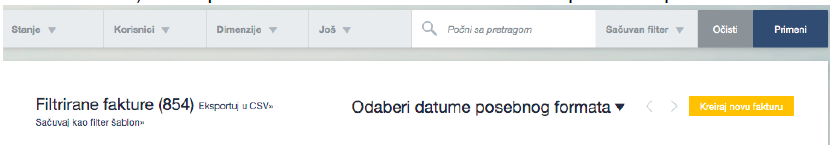 Stanje ▼ Korisnici ▼ Dimenzije ▼ Još ▼ Počni sa pretragom Sačuvan filter ▼ Očisti Primeni
Filtrirane fakture (854) Eksportuj u CSV» Odaberi datume posebnog formata ▼ Kreiraj novu fakturu
Sačuvaj kao filter šablon»